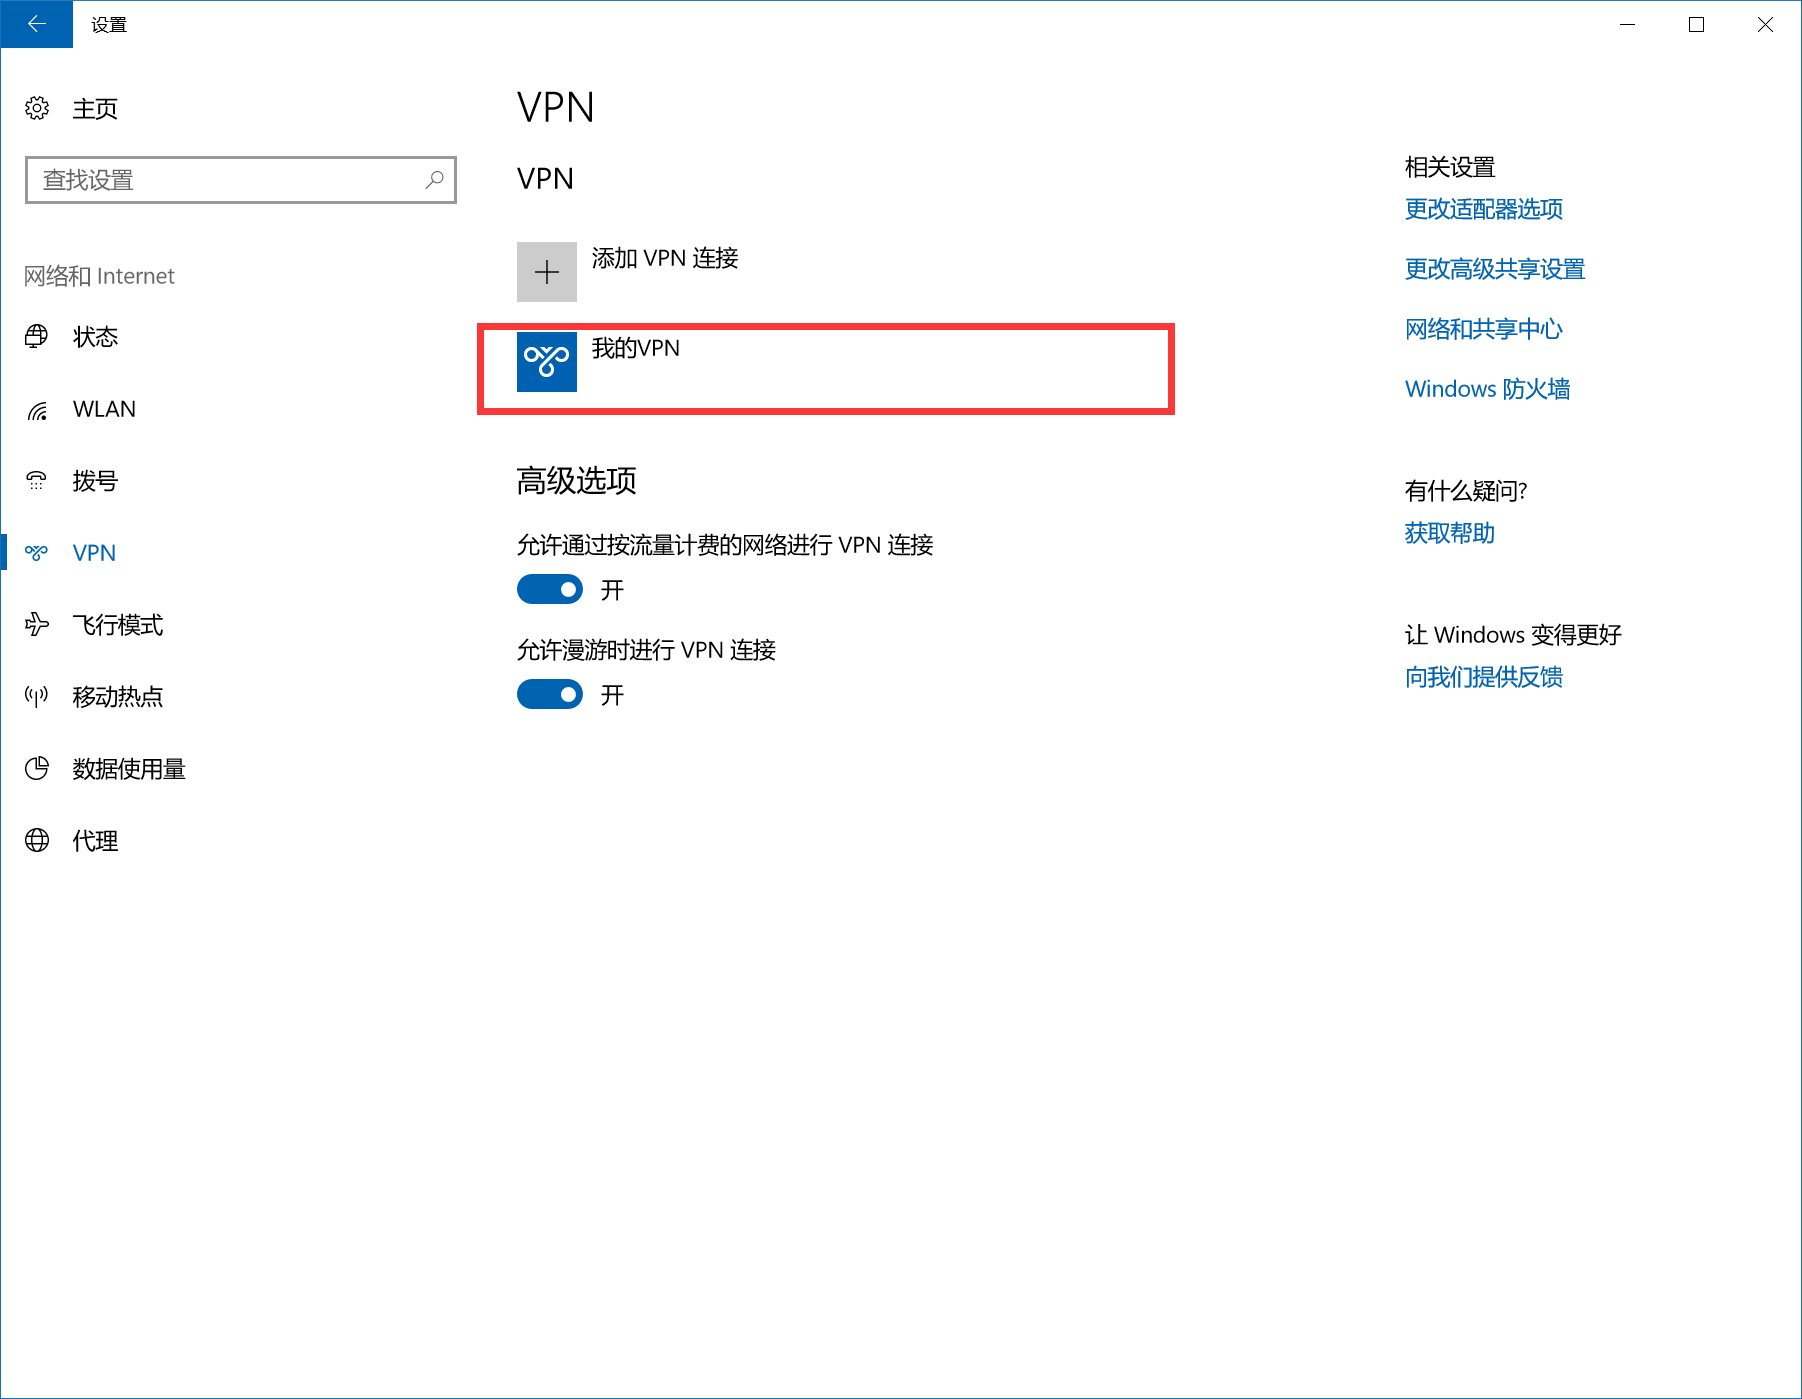 设置
主页
查找设置
网络和 Internet
状态
WLAN
拨号
VPN
飞行模式
移动热点
数据使用量
代理
VPN
VPN
添加 VPN 连接
我的VPN
高级选项
允许通过按流量计费的网络进行 VPN 连接
开
允许漫游时进行 VPN 连接
开
相关设置
更改适配器选项
更改高级共享设置
网络和共享中心
Windows 防火墙
有什么疑问?
获取帮助
让 Windows 变得更好
向我们提供反馈